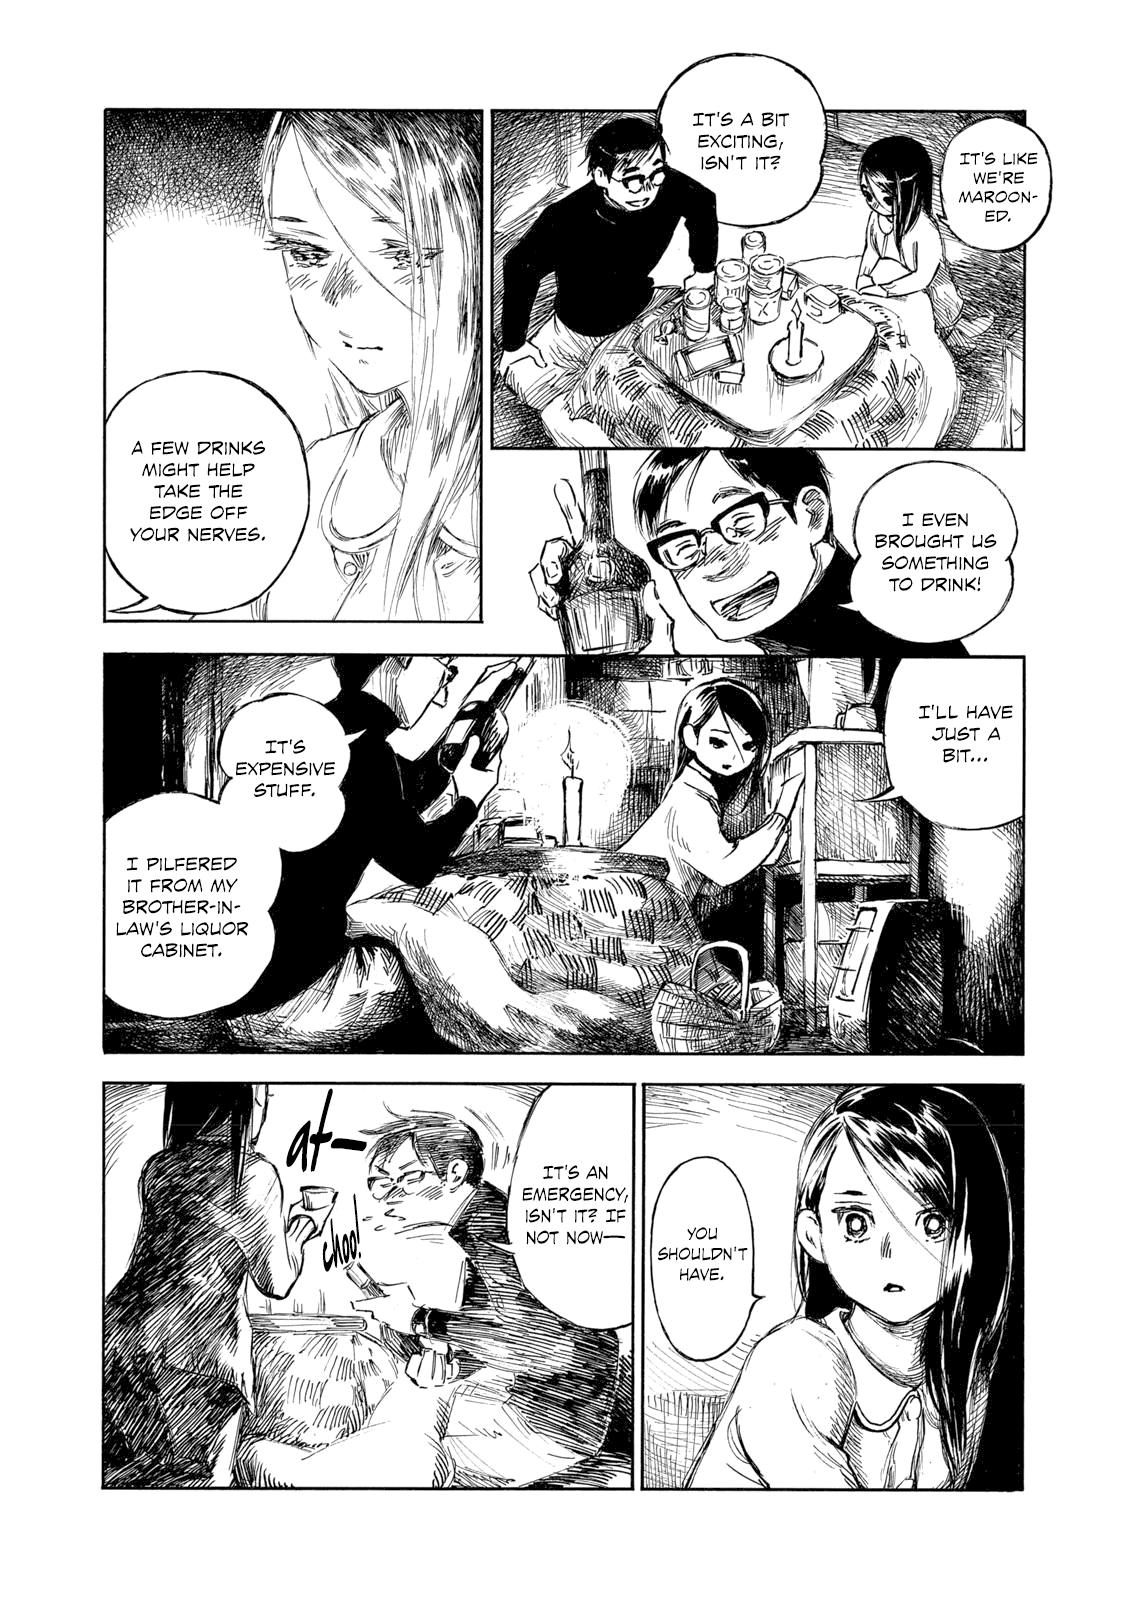 IT'S LIKE
WE'RE
MAROON-
ED.
IT'S A BIT
EXCITING,
ISN'T IT?
I EVEN
BROUGHT US
SOMETHING
TO DRINK!
A FEW DRINKS
MIGHT HELP
TAKE THE
EDGE OFF
YOUR NERVES.
I'LL HAVE
JUST A
BIT...
IT'S
EXPENSIVE
STUFF.
I PILFERED
IT FROM MY
BROTHER-IN-
LAW'S LIQUOR
CABINET.
YOU
SHOULDN'T
HAVE.
IT'S AN
EMERGENCY,
ISN'T IT? IF
NOT NOW—
at—
choo!